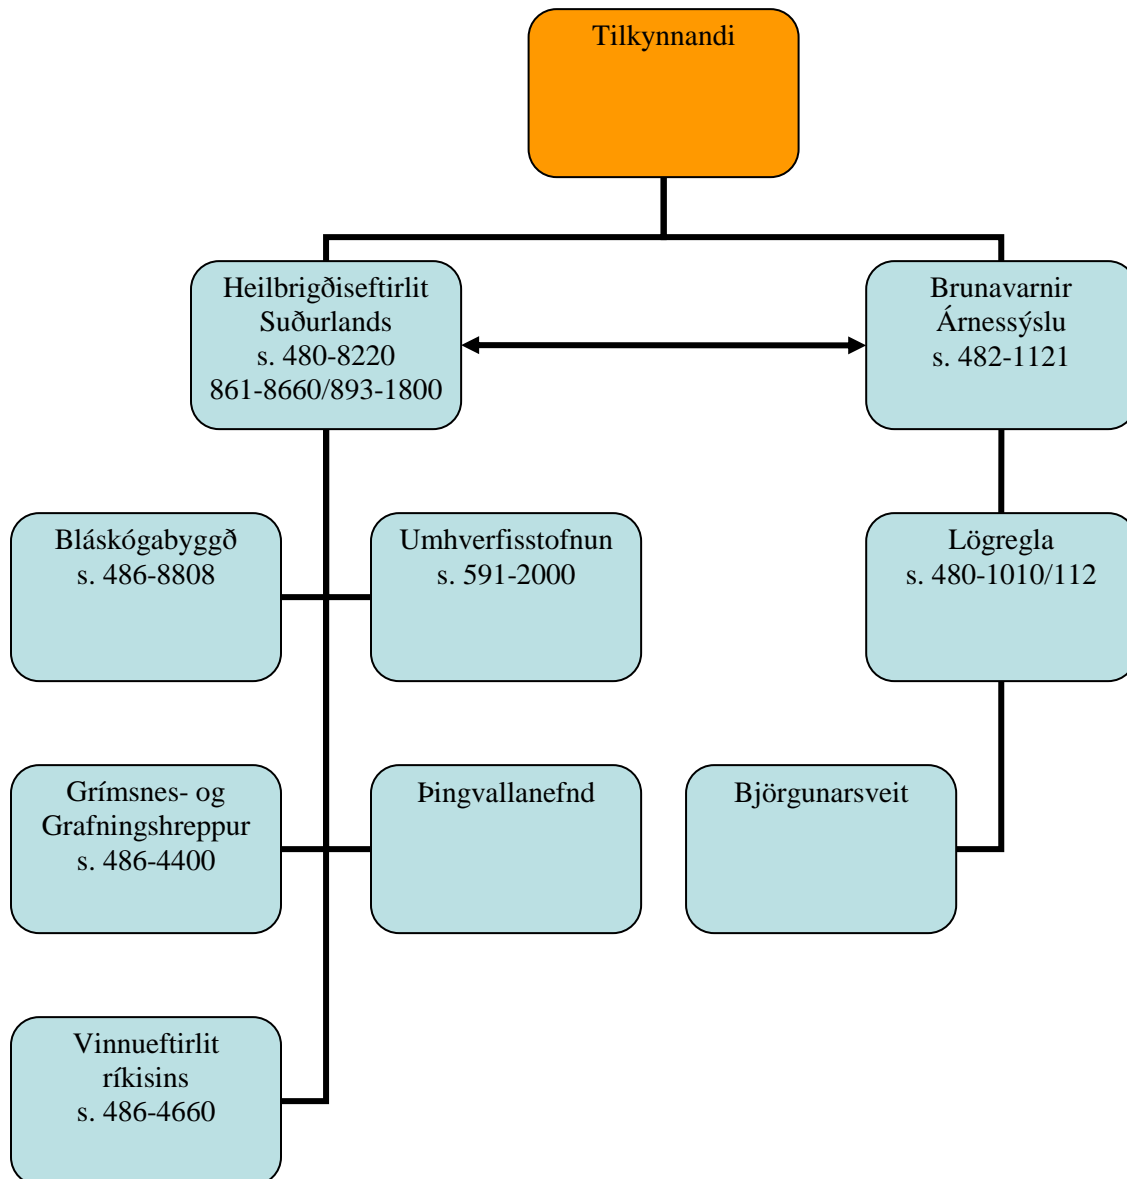 Tilkynnandi
Heilbrigðiseftirlit
Suðurlands
s. 480-8220
861-8660/893-1800
Brunavarnir
Árnessýslu
s. 482-1121
Bláskógabyggð
s. 486-8808
Umhverfisstofnun
s. 591-2000
Lögregla
s. 480-1010/112
Grímsnes- og
Grafningshreppur
s. 486-4400
Þingvallanefnd
Björgunarsveit
Vinnueftirlit
ríkisins
s. 486-4660